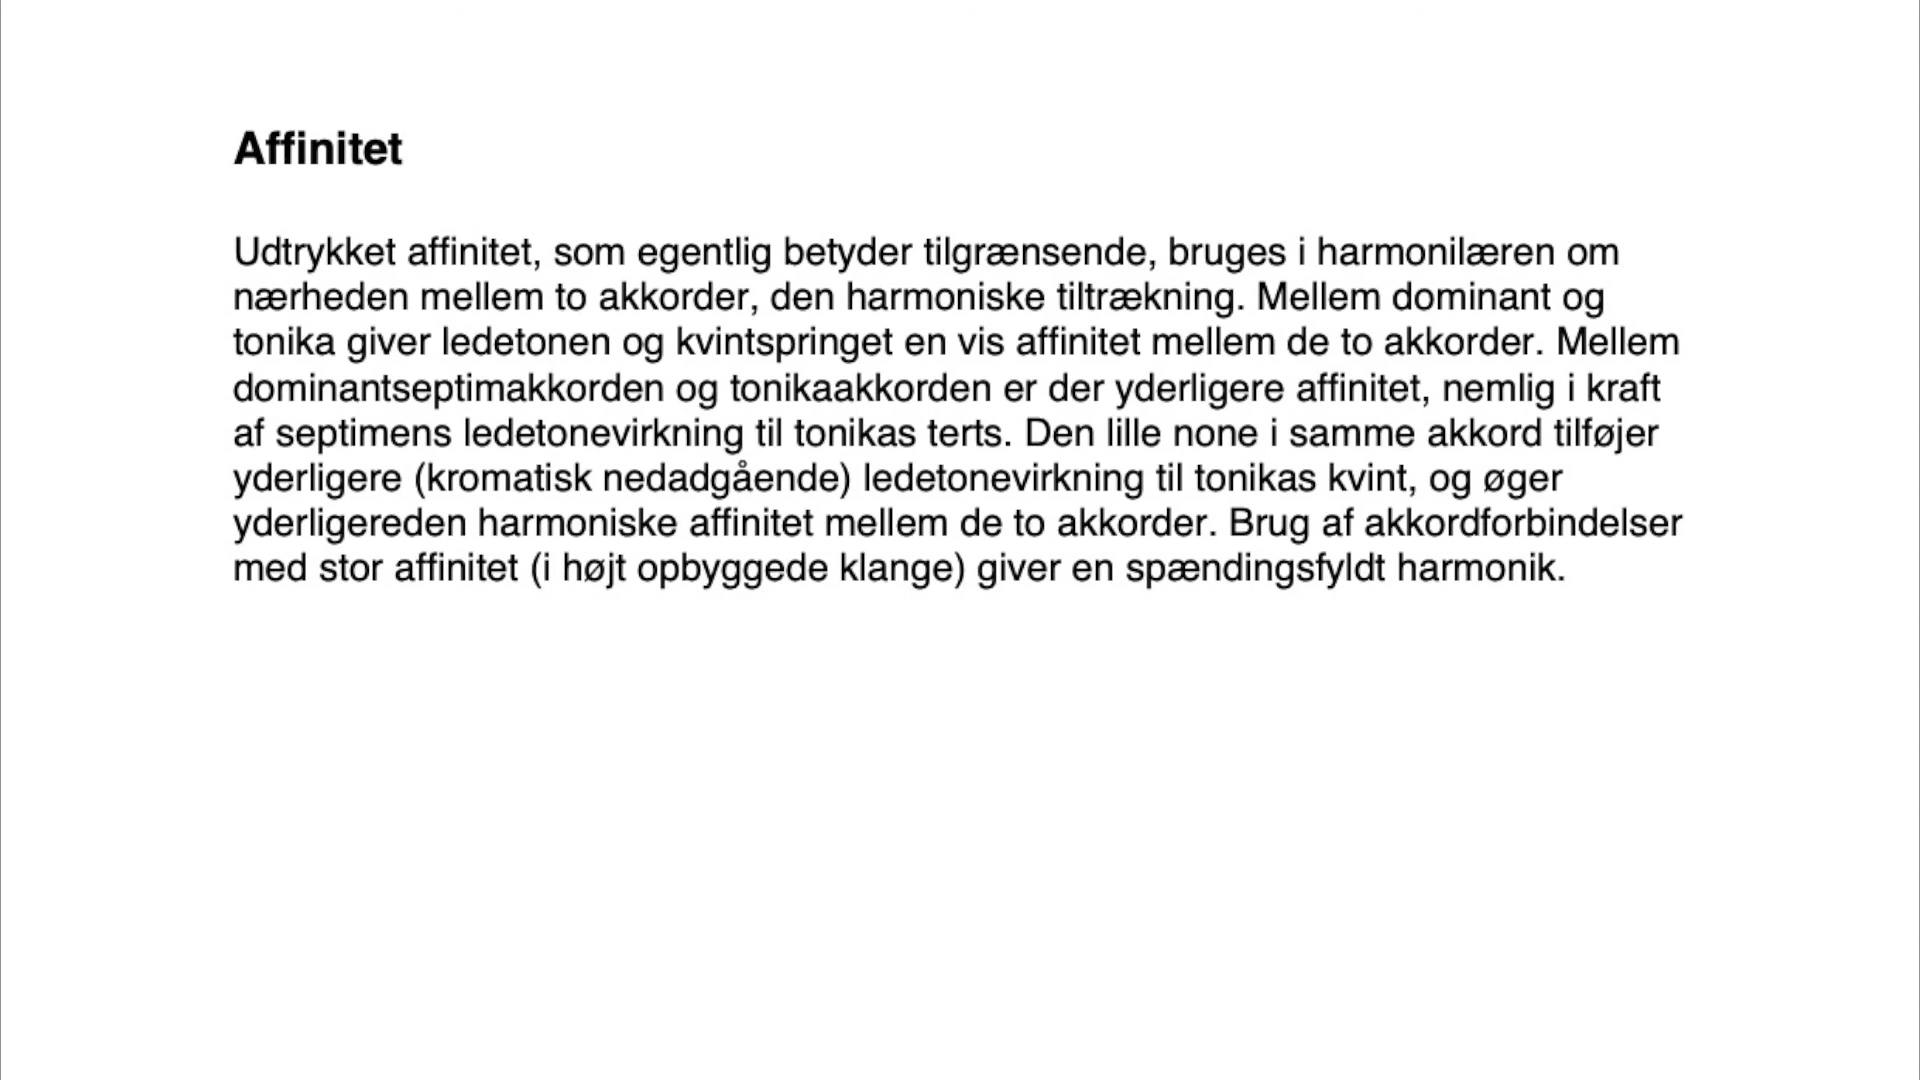 Affinitet
Udtrykket affinitet, som egentlig betyder tilgrænsende, bruges i harmonilæren om
nærheden mellem to akkorder, den harmoniske tiltrækning. Mellem dominant og
tonika giver ledetonen og kvintspringet en vis affinitet mellem de to akkorder. Mellem
dominantseptimakkorden og tonikaakkorden er der yderligere affinitet, nemlig i kraft
af septimens ledetonevirkning til tonikas terts. Den lille none i samme akkord tilføjer
yderligere (kromatisk nedadgående) ledetonevirkning til tonikas kvint, og øger
yderligereden harmoniske affinitet mellem de to akkorder. Brug af akkordforbindelser
med stor affinitet (i højt opbyggede klange) giver en spændingsfyldt harmonik.